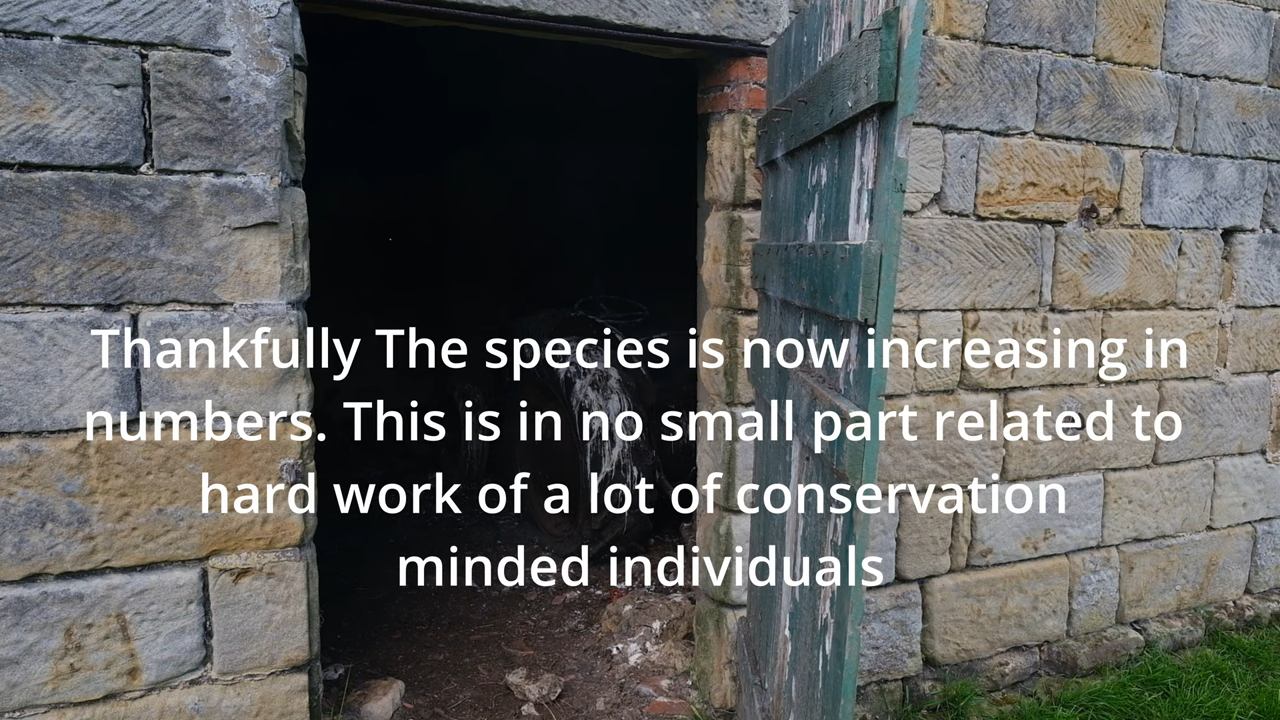 Thankfully The species is now increasing in
numbers. This is in no small part related to
hard work of a lot of conservation
minded individuals